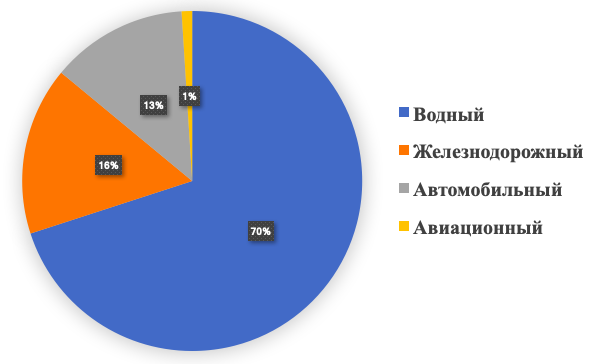 1%
13%
16%
70%
Водный
Железнодорожный
Автомобильный
Авиационный